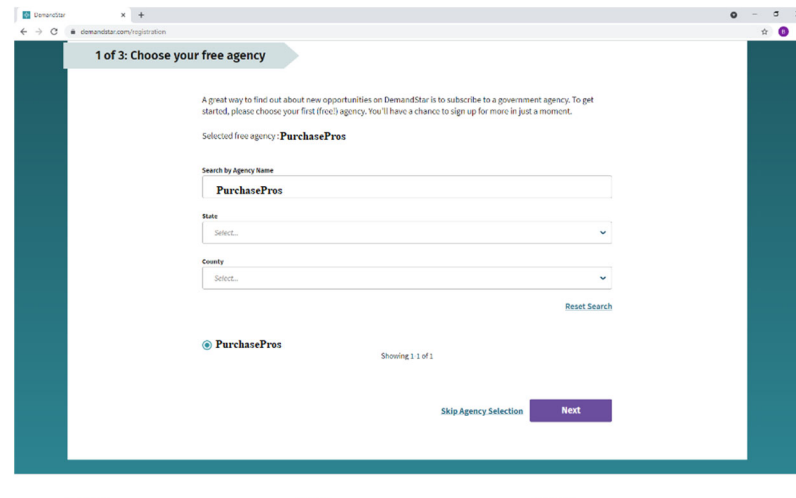 DemandStar
demandstar.com/registration
B
1 of 3: Choose your free agency
A great way to find out about new opportunities on DemandStar is to subscribe to a government agency. To get
started, please choose your first (free!) agency. You'll have a chance to sign up for more in just a moment.
Selected free agency : PurchasePros
Search by Agency Name
PurchasePros
State
Select...
County
Select...
Reset Search
PurchasePros
Showing 1-1 of 1
Skip Agency Selection
Next